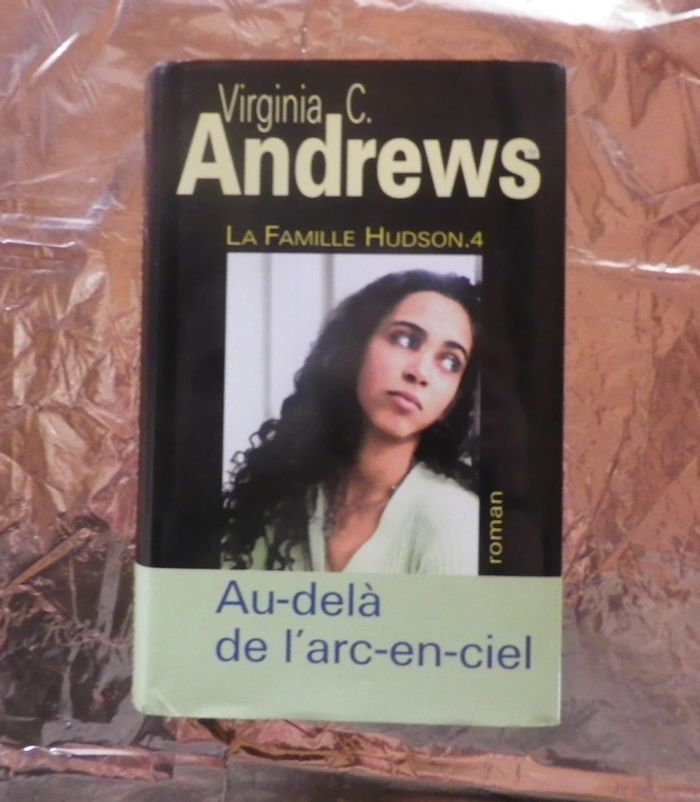 Virginia C.
Andrews
LA FAMILLE HUDSON.4
roman
Au-delà
de l'arc-en-ciel